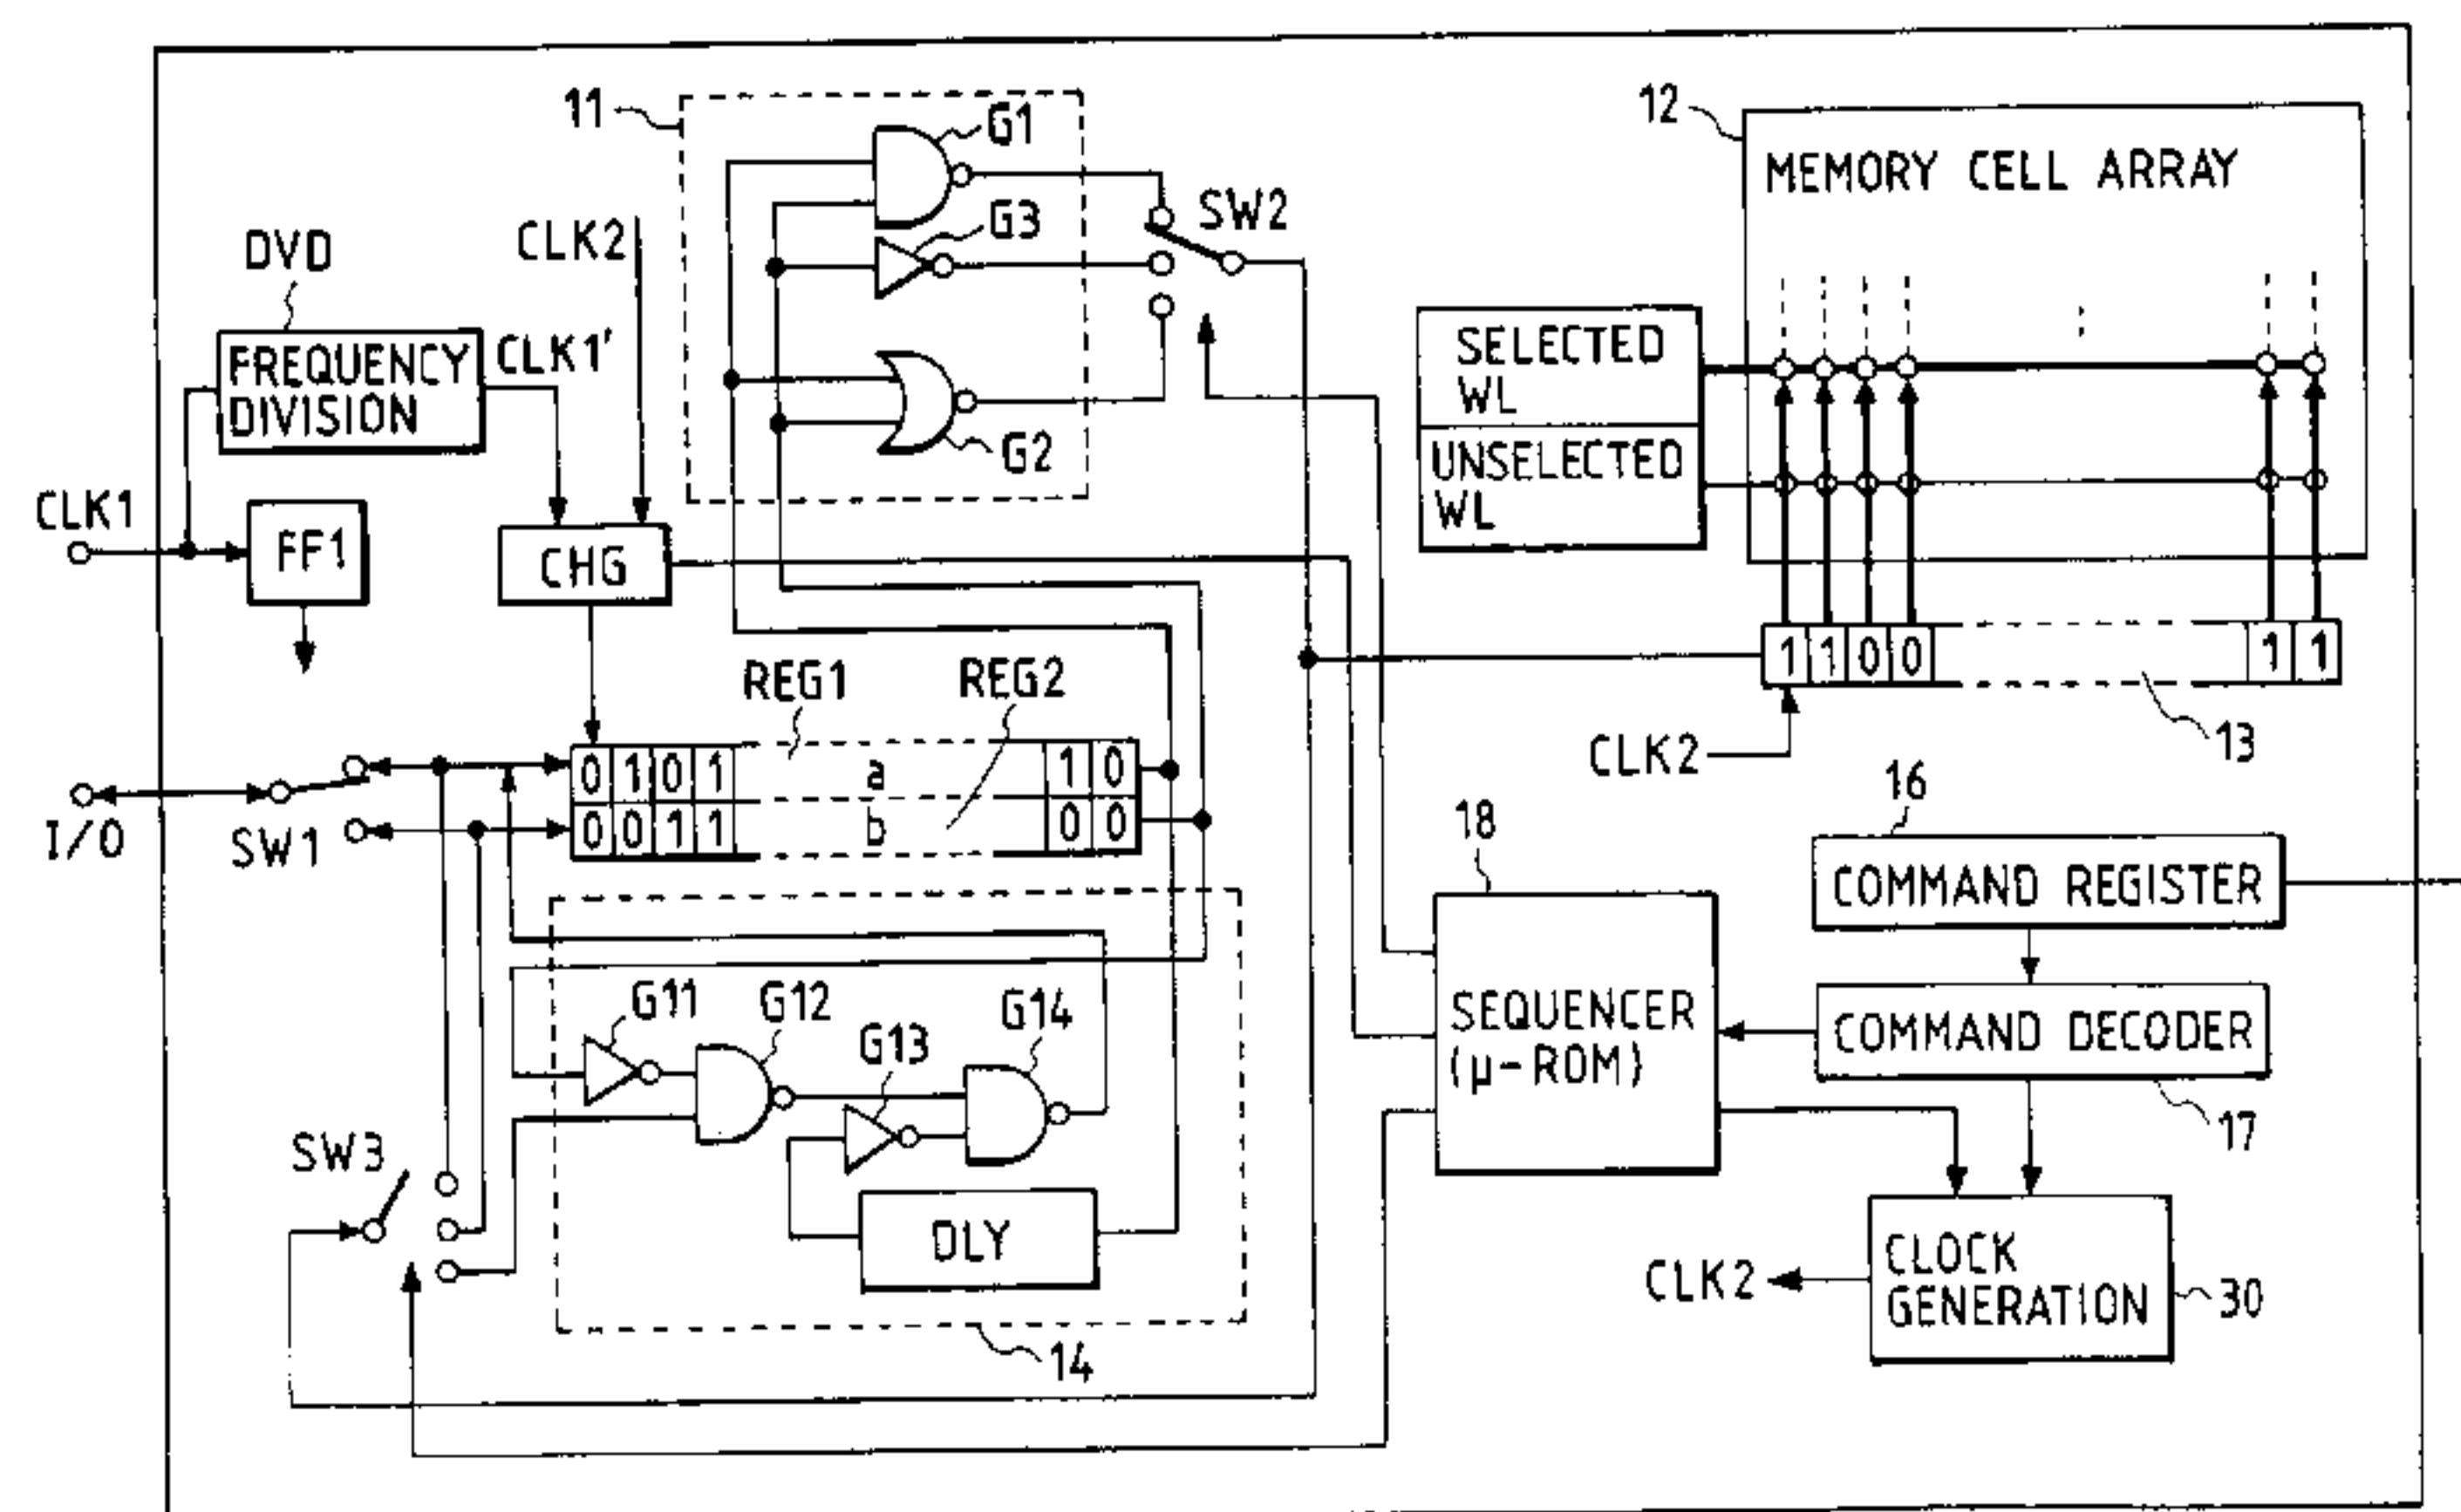 11
G1
12
MEMORY CELL ARRAY
G3
SW2
DVD
CLK2
FREQUENCY
DIVISION
CLK1'
G2
SELECTED
WL
UNSELECTED
WL
CLK1
FF1
CHG
REG1
REG2
1 1 0 0 1 1
13
CLK2
I/O
SW1
0 1 0 1 a 1 0
0 0 1 1 b 0 0
16
COMMAND REGISTER
18
SEQUENCER
(μ-ROM)
COMMAND DECODER
17
G11
G12
G13
G14
SW3
DLY
14
CLK2
CLOCK
GENERATION
30